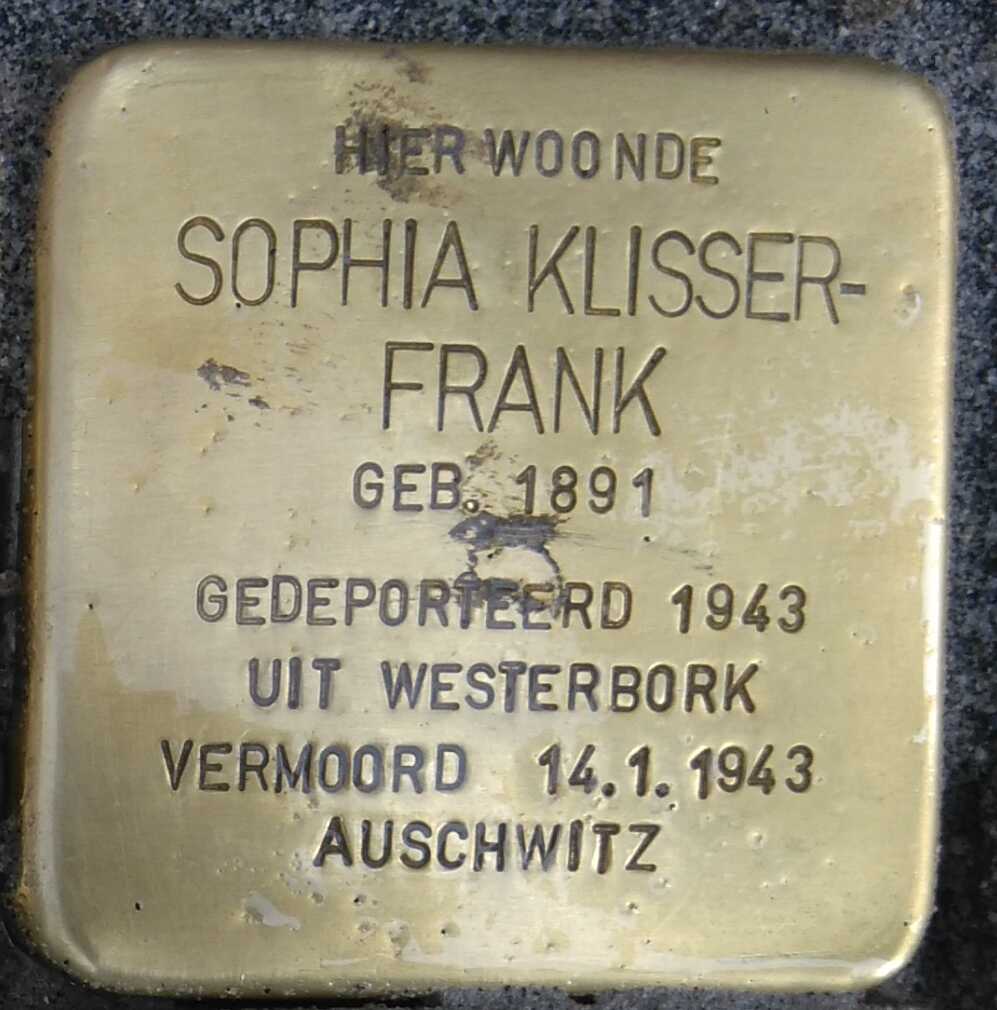 HIER WOONDE
SOPHIA KLISSER-
FRANK
GEB. 1891
GEDEPORTEERD 1943
UIT WESTERBORK
VERMOORD 14.1.1943
AUSCHWITZ